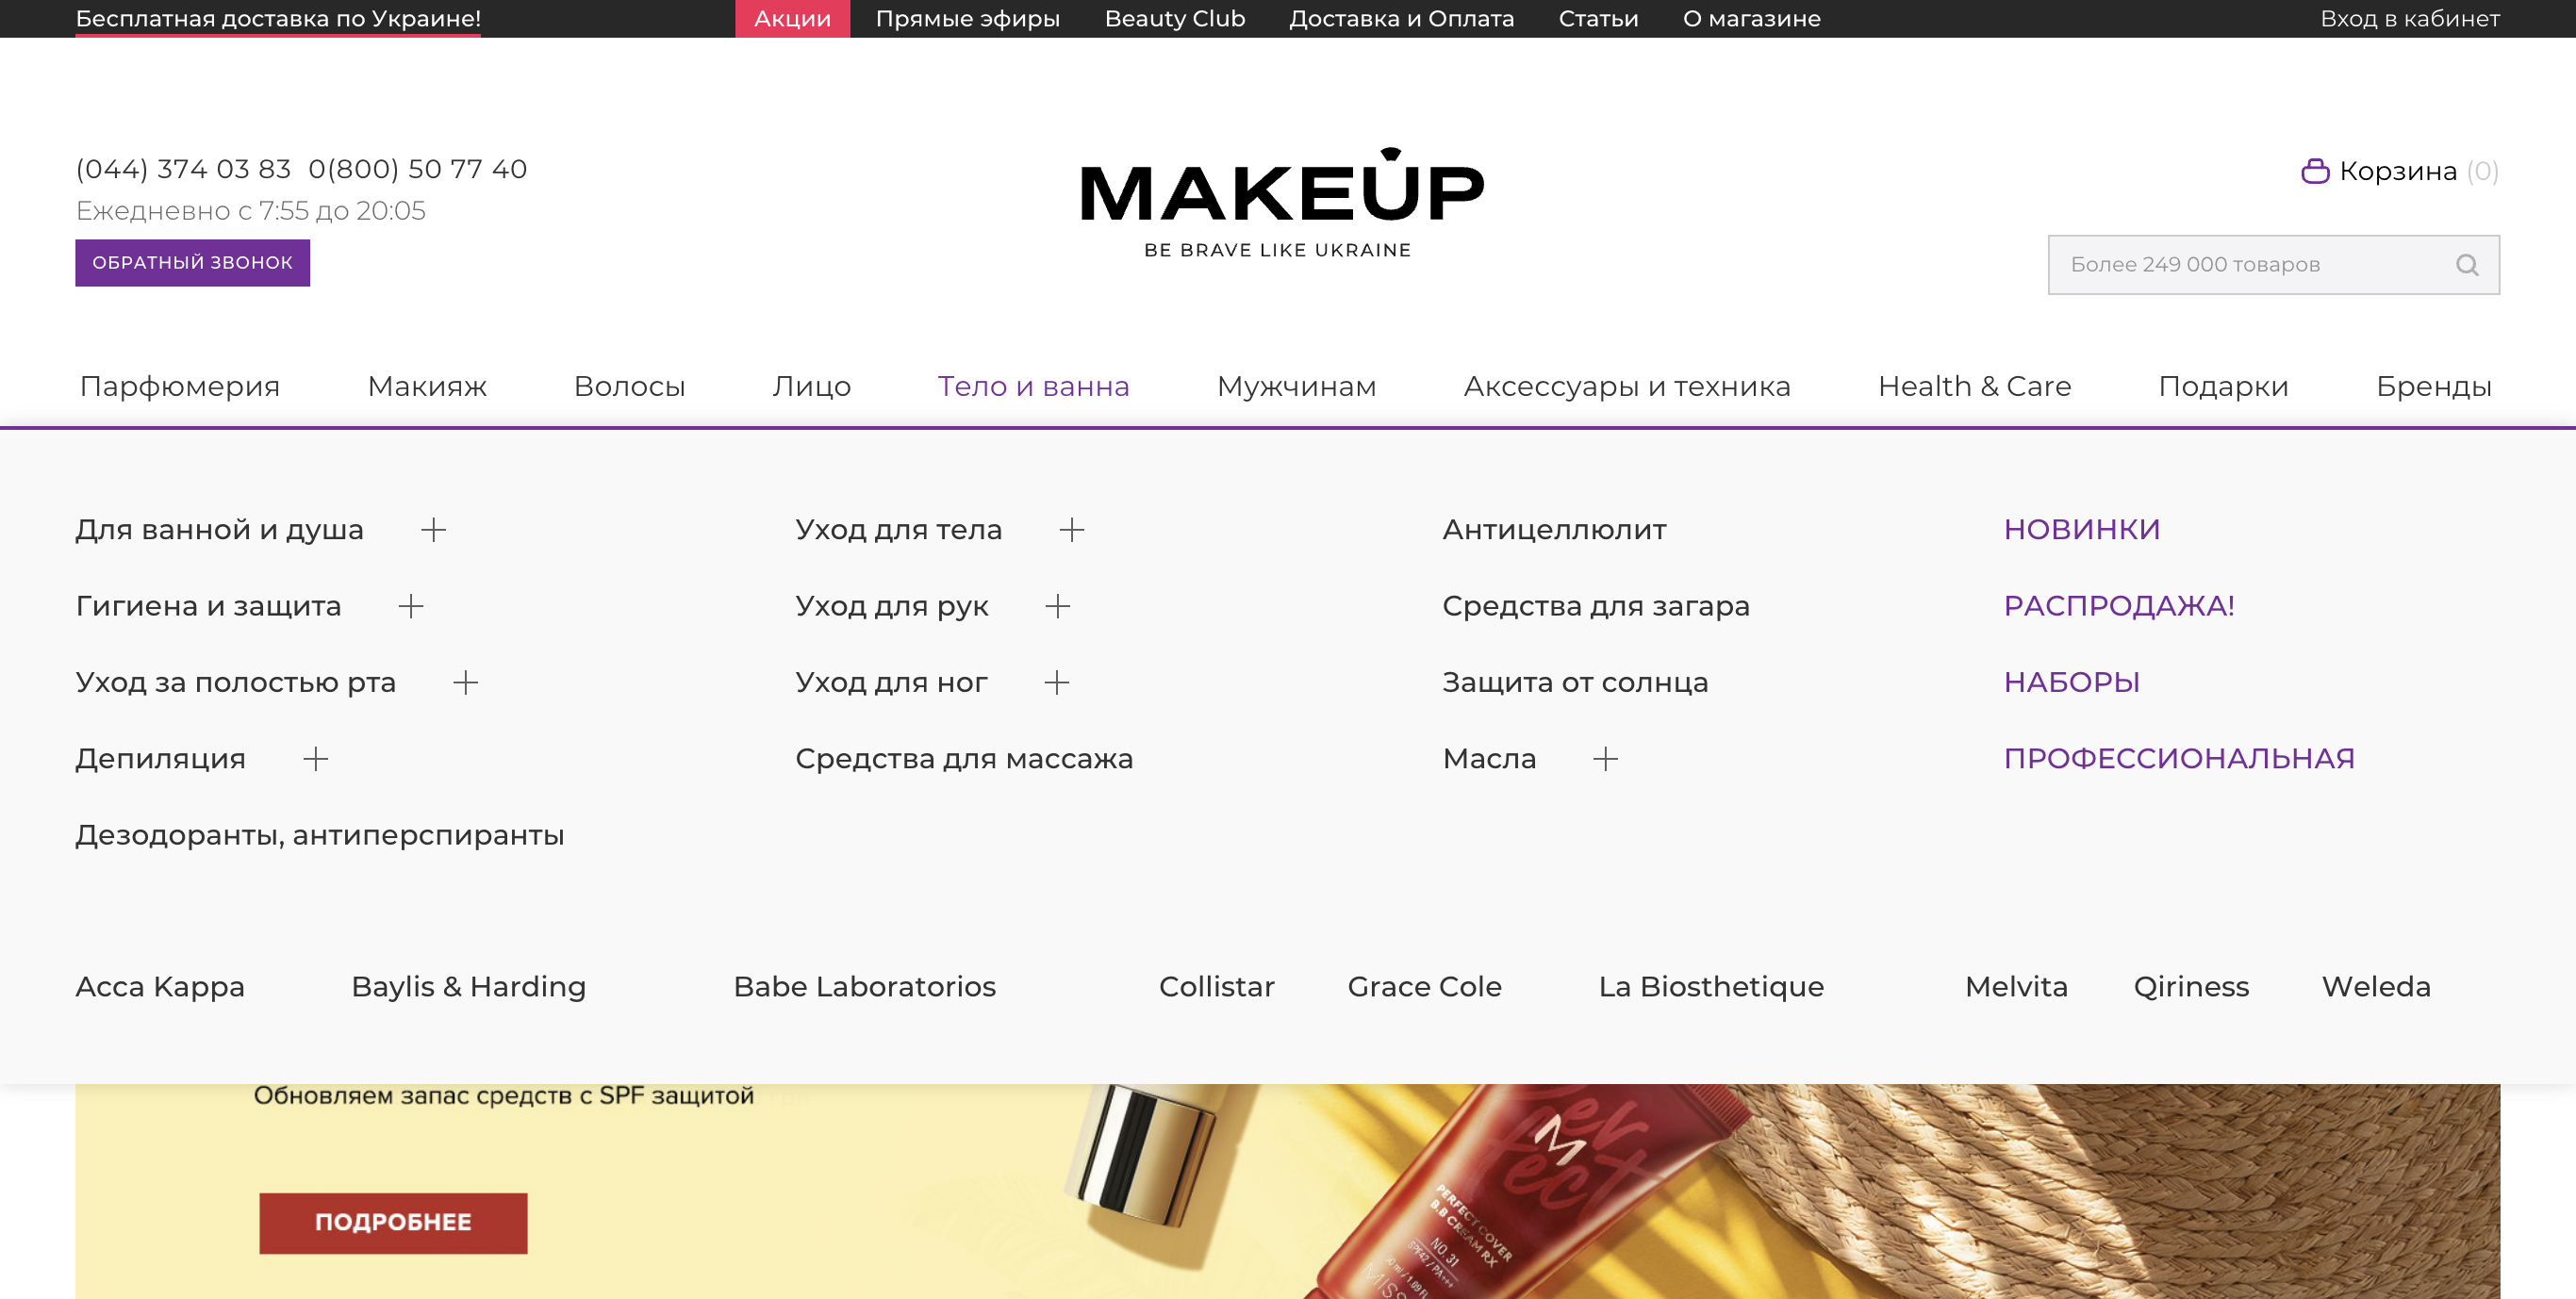 Бесплатная доставка по Украине! Акции Прямые эфиры Beauty Club Доставка и Оплата Статьи О магазине Вход в кабинет
(044) 374 03 83 0(800) 50 77 40
Ежедневно с 7:55 до 20:05
ОБРАТНЫЙ ЗВОНОК
MAKEUP
BE BRAVE LIKE UKRAINE
Корзина (0)
Более 249 000 товаров
Парфюмерия Макияж Волосы Лицо Тело и ванна Мужчинам Аксессуары и техника Health & Care Подарки Бренды
Для ванной и душа
Гигиена и защита
Уход за полостью рта
Депиляция
Дезодоранты, антиперспиранты
Уход для тела
Уход для рук
Уход для ног
Средства для массажа
Антицеллюлит
Средства для загара
Защита от солнца
Масла
НОВИНКИ
РАСПРОДАЖА!
НАБОРЫ
ПРОФЕССИОНАЛЬНАЯ
Acca Kappa Baylis & Harding Babe Laboratorios Collistar Grace Cole La Biosthetique Melvita Qiriness Weleda
Обновляем запас средств с SPF защитой
ПОДРОБНЕЕ
M
PERFECT COVER
B.B CREAM RX
NO.31
SPF42 / PA+++